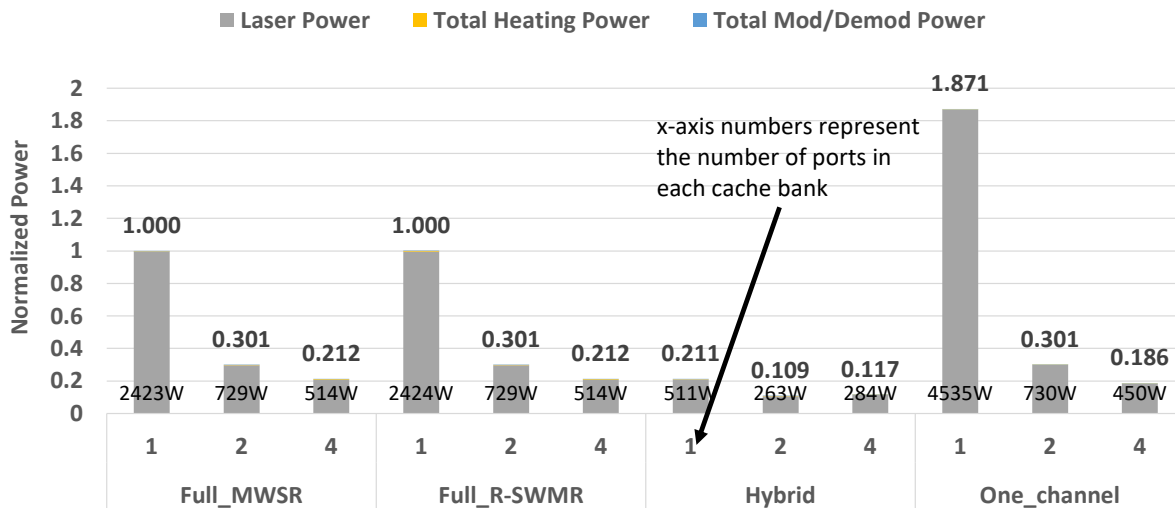 Laser Power Total Heating Power Total Mod/Demod Power
Normalized Power
2
1.8
1.6
1.4
1.2
1
0.8
0.6
0.4
0.2
0
x-axis numbers represent
the number of ports in
each cache bank
1.000 0.301 0.212 1.000 0.301 0.212 0.211 0.109 0.117 1.871 0.301 0.186
2423W 729W 514W 2424W 729W 514W 511W 263W 284W 4535W 730W 450W
1 2 4 1 2 4 1 2 4 1 2 4
Full_MWSR Full_R-SWMR Hybrid One_channel